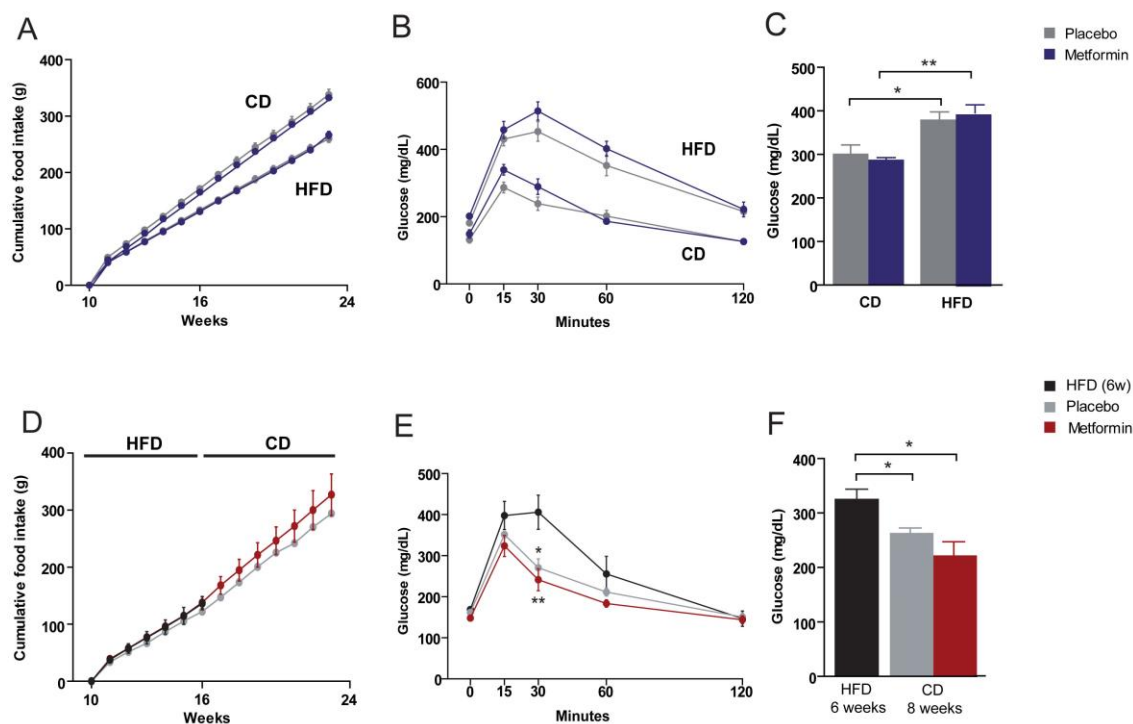 A
Cumulative food intake (g)
400
300
200
100
0
CD
HFD
10
16
24
Weeks
B
Glucose (mg/dL)
600
400
200
0
HFD
CD
0
15
30
60
120
Minutes
C
Placebo
Metformin
Glucose (mg/dL)
500
400
300
200
100
0
**
*
CD
HFD
D
HFD
CD
Cumulative food intake (g)
400
300
200
100
0
10
16
24
Weeks
E
Glucose (mg/dL)
500
400
300
200
100
*
**
0
15
30
60
120
Minutes
HFD (6w)
Placebo
Metformin
F
Glucose (mg/dL)
400
300
200
100
0
*
*
HFD
6 weeks
CD
8 weeks